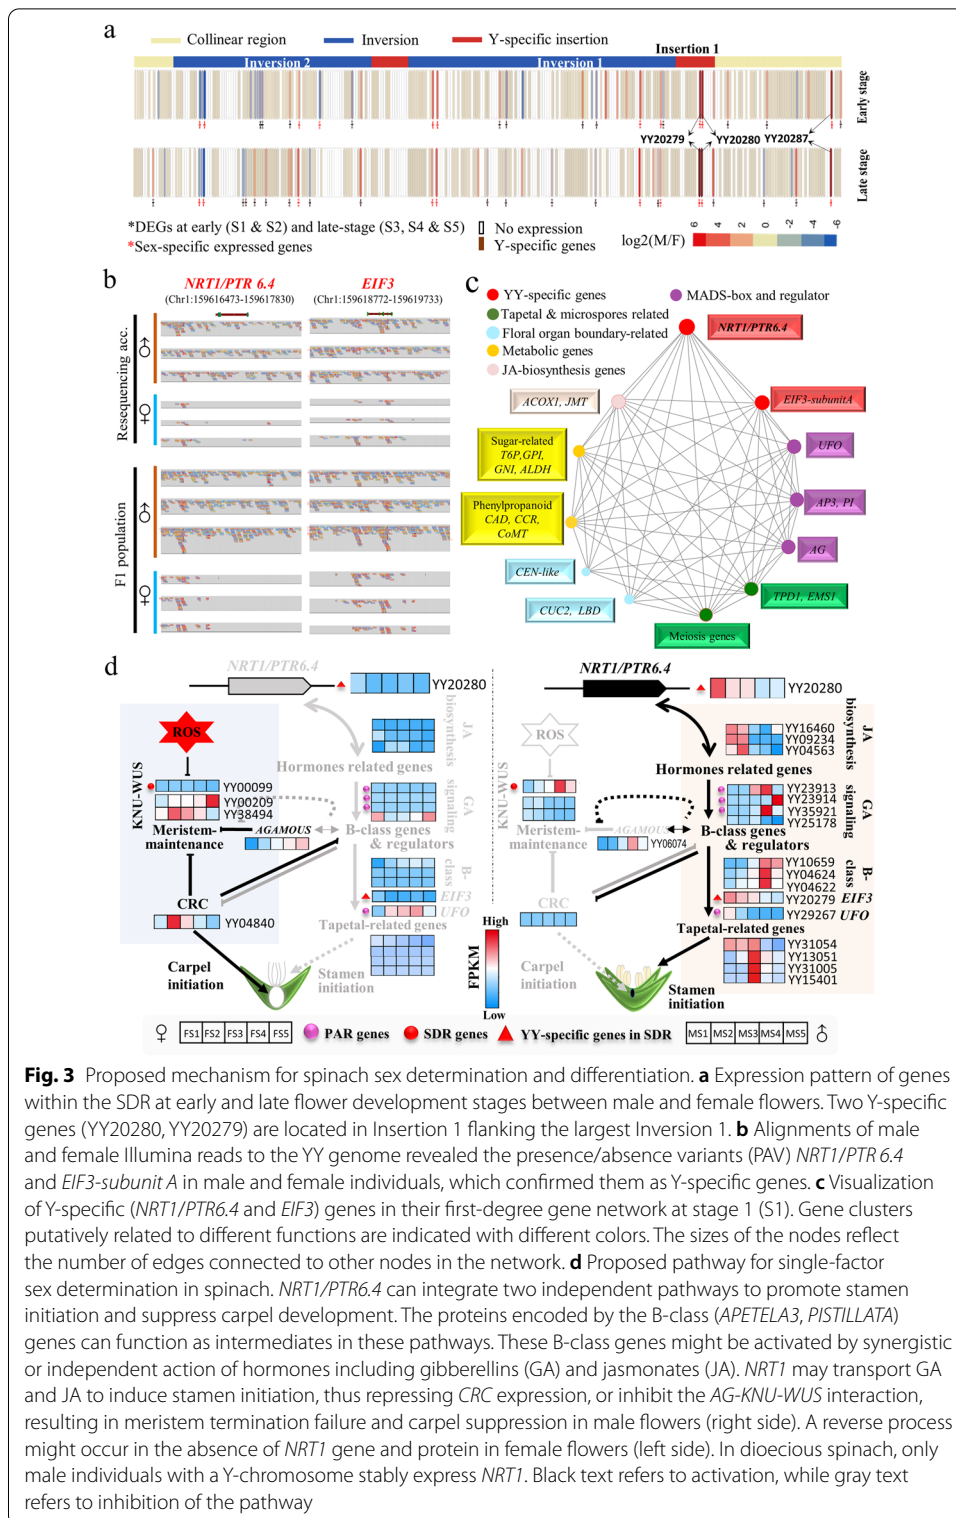 a
Collinear region
Inversion
Y-specific insertion
Insertion 1
Inversion 2
Inversion 1
Early stage
YY20279
YY20280
YY20287
Late stage
*DEGs at early (S1 & S2) and late-stage (S3, S4 & S5)
*Sex-specific expressed genes
No expression
Y-specific genes
log2(M/F)
6 4 2 0 -2 -4 -6
b
NRT1/PTR 6.4
EIF3
(Chr1:159616473-159617830)
(Chr1:159618772-159619733)
Resequencing acc.
♂
♀
F1 population
♂
♀
c
YY-specific genes
MADS-box and regulator
Tapetal & microspores related
Floral organ boundary-related
Metabolic genes
JA-biosynthesis genes
NRT1/PTR6.4
ACOX1, JMT
EIF3-subunitA
Sugar-related
T6P,GPI,
GNI, ALDH
UFO
Phenylpropanoid
CAD, CCR,
CoMT
AP3, PI
AG
CEN-like
TPD1, EMS1
CUC2, LBD
Meiosis genes
d
NRT1/PTR6.4
YY20280
ROS
JA
biosynthesis
Hormones related genes
KNU-WUS
YY00099
YY00209
YY38494
GA
signaling
Meristem-
maintenance
AGAMOUS
B-class genes
& regulators
B-
class
CRC
YY04840
EIF3
UFO
Tapetal-related genes
Carpel
initiation
Stamen
initiation
High
FPKM
Low
NRT1/PTR6.4
YY20280
ROS
YY16460
YY09234
YY04563
JA
biosynthesis
Hormones related genes
KNU-WUS
YY23913
YY23914
YY35921
YY25178
GA
signaling
Meristem-
maintenance
AGAMOUS
YY06074
B-class genes
& regulators
YY10659
YY04624
YY04622
B-
class
CRC
YY20279 EIF3
YY29267 UFO
Tapetal-related genes
YY31054
YY13051
YY31005
YY15401
Carpel
initiation
Stamen
initiation
♀ FS1 FS2 FS3 FS4 FS5
PAR genes
SDR genes
YY-specific genes in SDR
MS1 MS2 MS3 MS4 MS5 ♂
Fig. 3 Proposed mechanism for spinach sex determination and differentiation. a Expression pattern of genes
within the SDR at early and late flower development stages between male and female flowers. Two Y-specific
genes (YY20280, YY20279) are located in Insertion 1 flanking the largest Inversion 1. b Alignments of male
and female Illumina reads to the YY genome revealed the presence/absence variants (PAV) NRT1/PTR 6.4
and EIF3-subunit A in male and female individuals, which confirmed them as Y-specific genes. c Visualization
of Y-specific (NRT1/PTR6.4 and EIF3) genes in their first-degree gene network at stage 1 (S1). Gene clusters
putatively related to different functions are indicated with different colors. The sizes of the nodes reflect
the number of edges connected to other nodes in the network. d Proposed pathway for single-factor
sex determination in spinach. NRT1/PTR6.4 can integrate two independent pathways to promote stamen
initiation and suppress carpel development. The proteins encoded by the B-class (APETELA3, PISTILLATA)
genes can function as intermediates in these pathways. These B-class genes might be activated by synergistic
or independent action of hormones including gibberellins (GA) and jasmonates (JA). NRT1 may transport GA
and JA to induce stamen initiation, thus repressing CRC expression, or inhibit the AG-KNU-WUS interaction,
resulting in meristem termination failure and carpel suppression in male flowers (right side). A reverse process
might occur in the absence of NRT1 gene and protein in female flowers (left side). In dioecious spinach, only
male individuals with a Y-chromosome stably express NRT1. Black text refers to activation, while gray text
refers to inhibition of the pathway